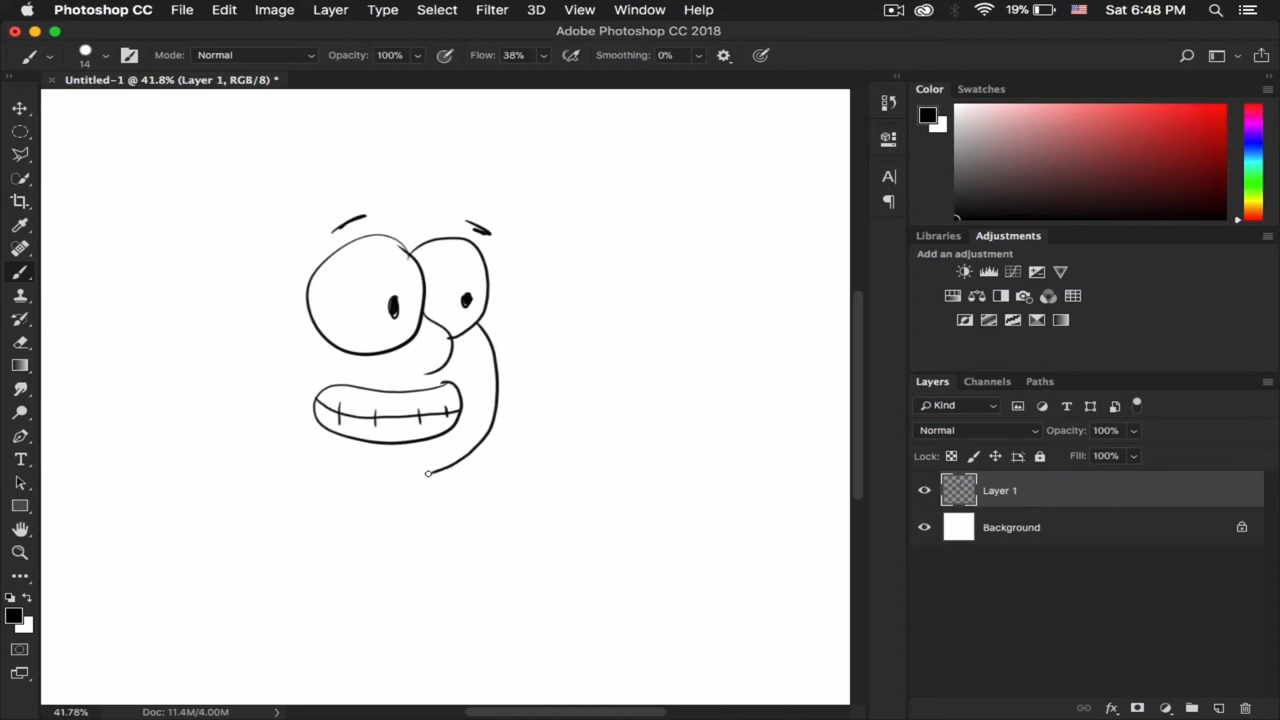 Photoshop CC File Edit Image Layer Type Select Filter 3D View Window Help 19% Sat 6:48 PM
Adobe Photoshop CC 2018
14 Mode: Normal Opacity: 100% Flow: 38% Smoothing: 0%
Untitled-1 @ 41.8% (Layer 1, RGB/8) *
Color Swatches
Libraries Adjustments
Add an adjustment
Layers Channels Paths
Kind
Normal Opacity: 100%
Lock: Fill: 100%
Layer 1
Background
41.78% Doc: 11.4M/4.00M